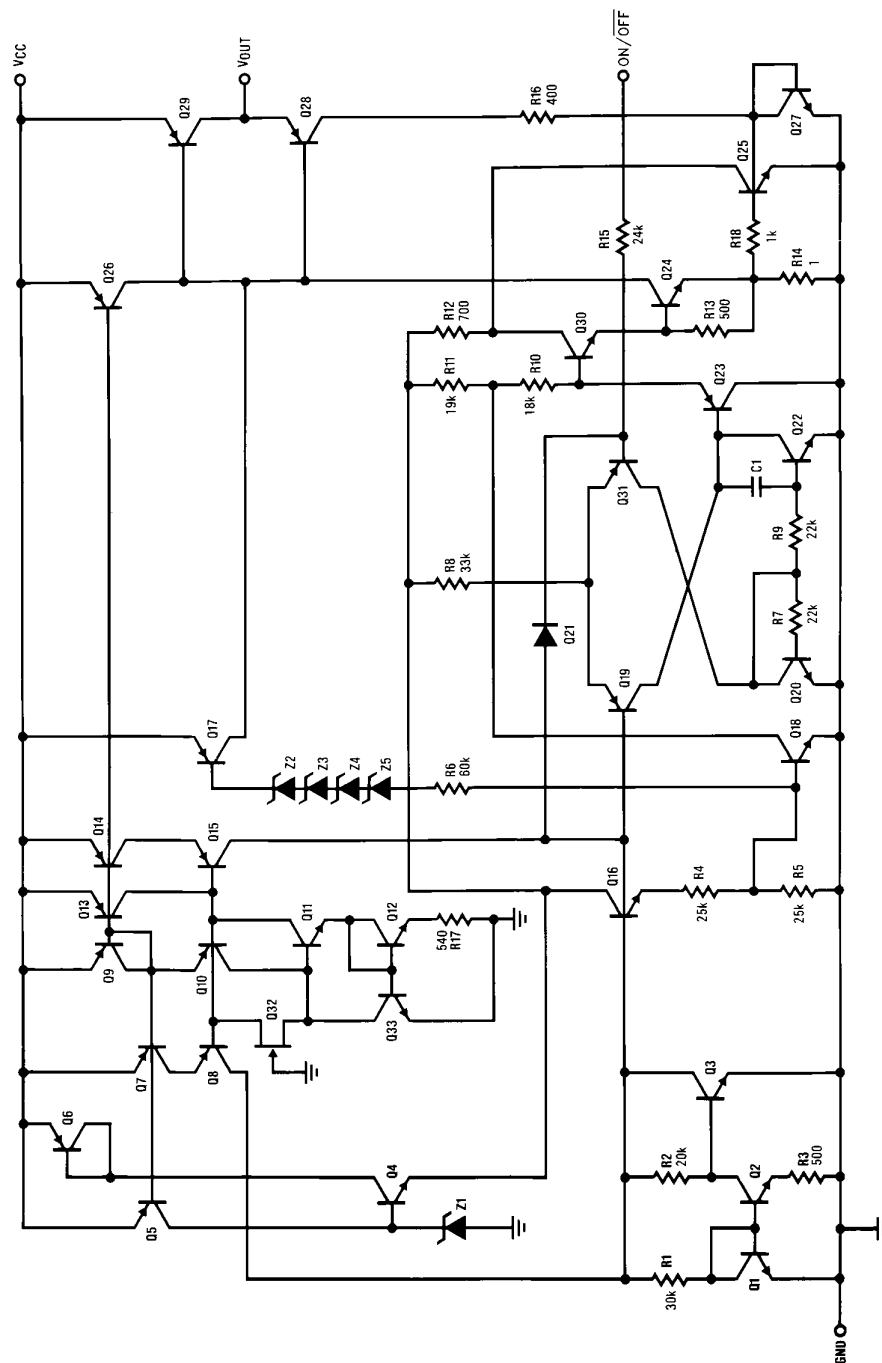 VCC
VOUT
ON/OFF
GND
Q29
Q28
R16
400
Q27
Q25
Q26
R15
24k
R18
1k
Q24
R14
1
R12
700
Q30
R13
500
R11
19k
R10
18k
Q23
Q31
C1
Q22
R9
22k
R8
33k
R7
22k
Q21
Q19
Q20
Q17
Z2
Z3
Z4
Z5
R6
60k
Q18
Q14
Q15
Q13
Q16
R4
25k
R5
25k
Q9
Q10
Q11
Q12
540
R17
Q32
Q33
Q7
Q8
Q6
Q4
Q3
Q5
Z1
R2
20k
Q2
R3
500
R1
30k
Q1